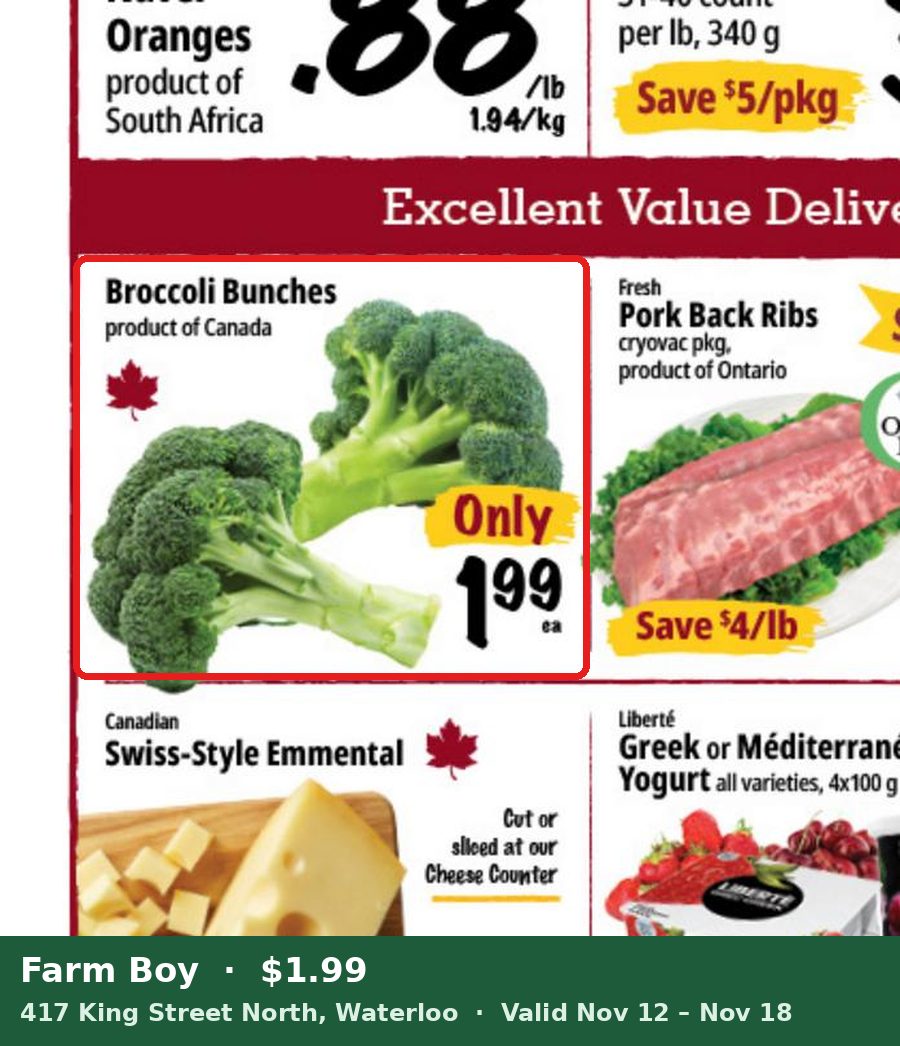 Oranges
product of
South Africa
.88
/lb
1.94/kg
per lb, 340 g
Save $5/pkg
Excellent Value
Broccoli Bunches
product of Canada
Only
1 99
ea
Fresh
Pork Back Ribs
cryovac pkg,
product of Ontario
Save $4/lb
Canadian
Swiss-Style Emmental
Cut or
sliced at our
Cheese Counter
Liberté
Greek or
Yogurt all varieties, 4x100 g
LIBERTÉ
Farm Boy · $1.99
417 King Street North, Waterloo · Valid Nov 12 – Nov 18